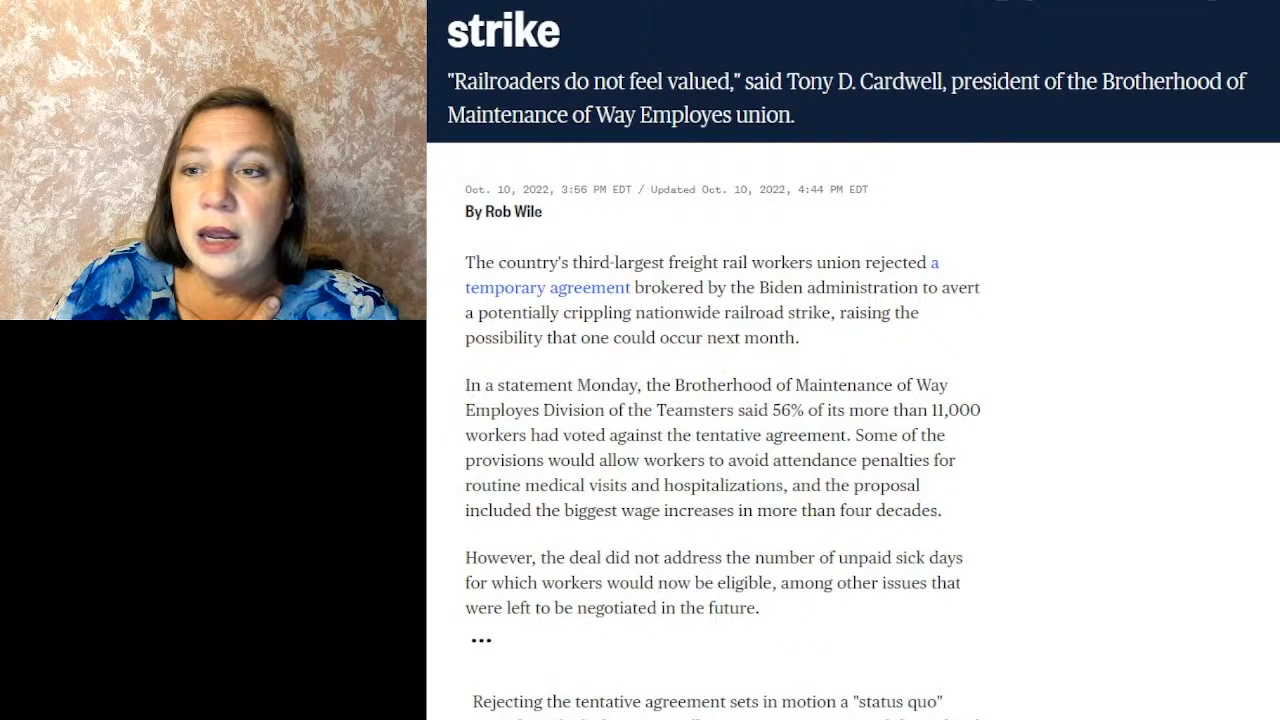 strike
"Railroaders do not feel valued," said Tony D. Cardwell, president of the Brotherhood of
Maintenance of Way Employes union.
Oct. 10, 2022, 3:56 PM EDT / Updated Oct. 10, 2022, 4:44 PM EDT
By Rob Wile
The country's third-largest freight rail workers union rejected a
temporary agreement brokered by the Biden administration to avert
a potentially crippling nationwide railroad strike, raising the
possibility that one could occur next month.
In a statement Monday, the Brotherhood of Maintenance of Way
Employes Division of the Teamsters said 56% of its more than 11,000
workers had voted against the tentative agreement. Some of the
provisions would allow workers to avoid attendance penalties for
routine medical visits and hospitalizations, and the proposal
included the biggest wage increases in more than four decades.
However, the deal did not address the number of unpaid sick days
for which workers would now be eligible, among other issues that
were left to be negotiated in the future.
...
Rejecting the tentative agreement sets in motion a "status quo"